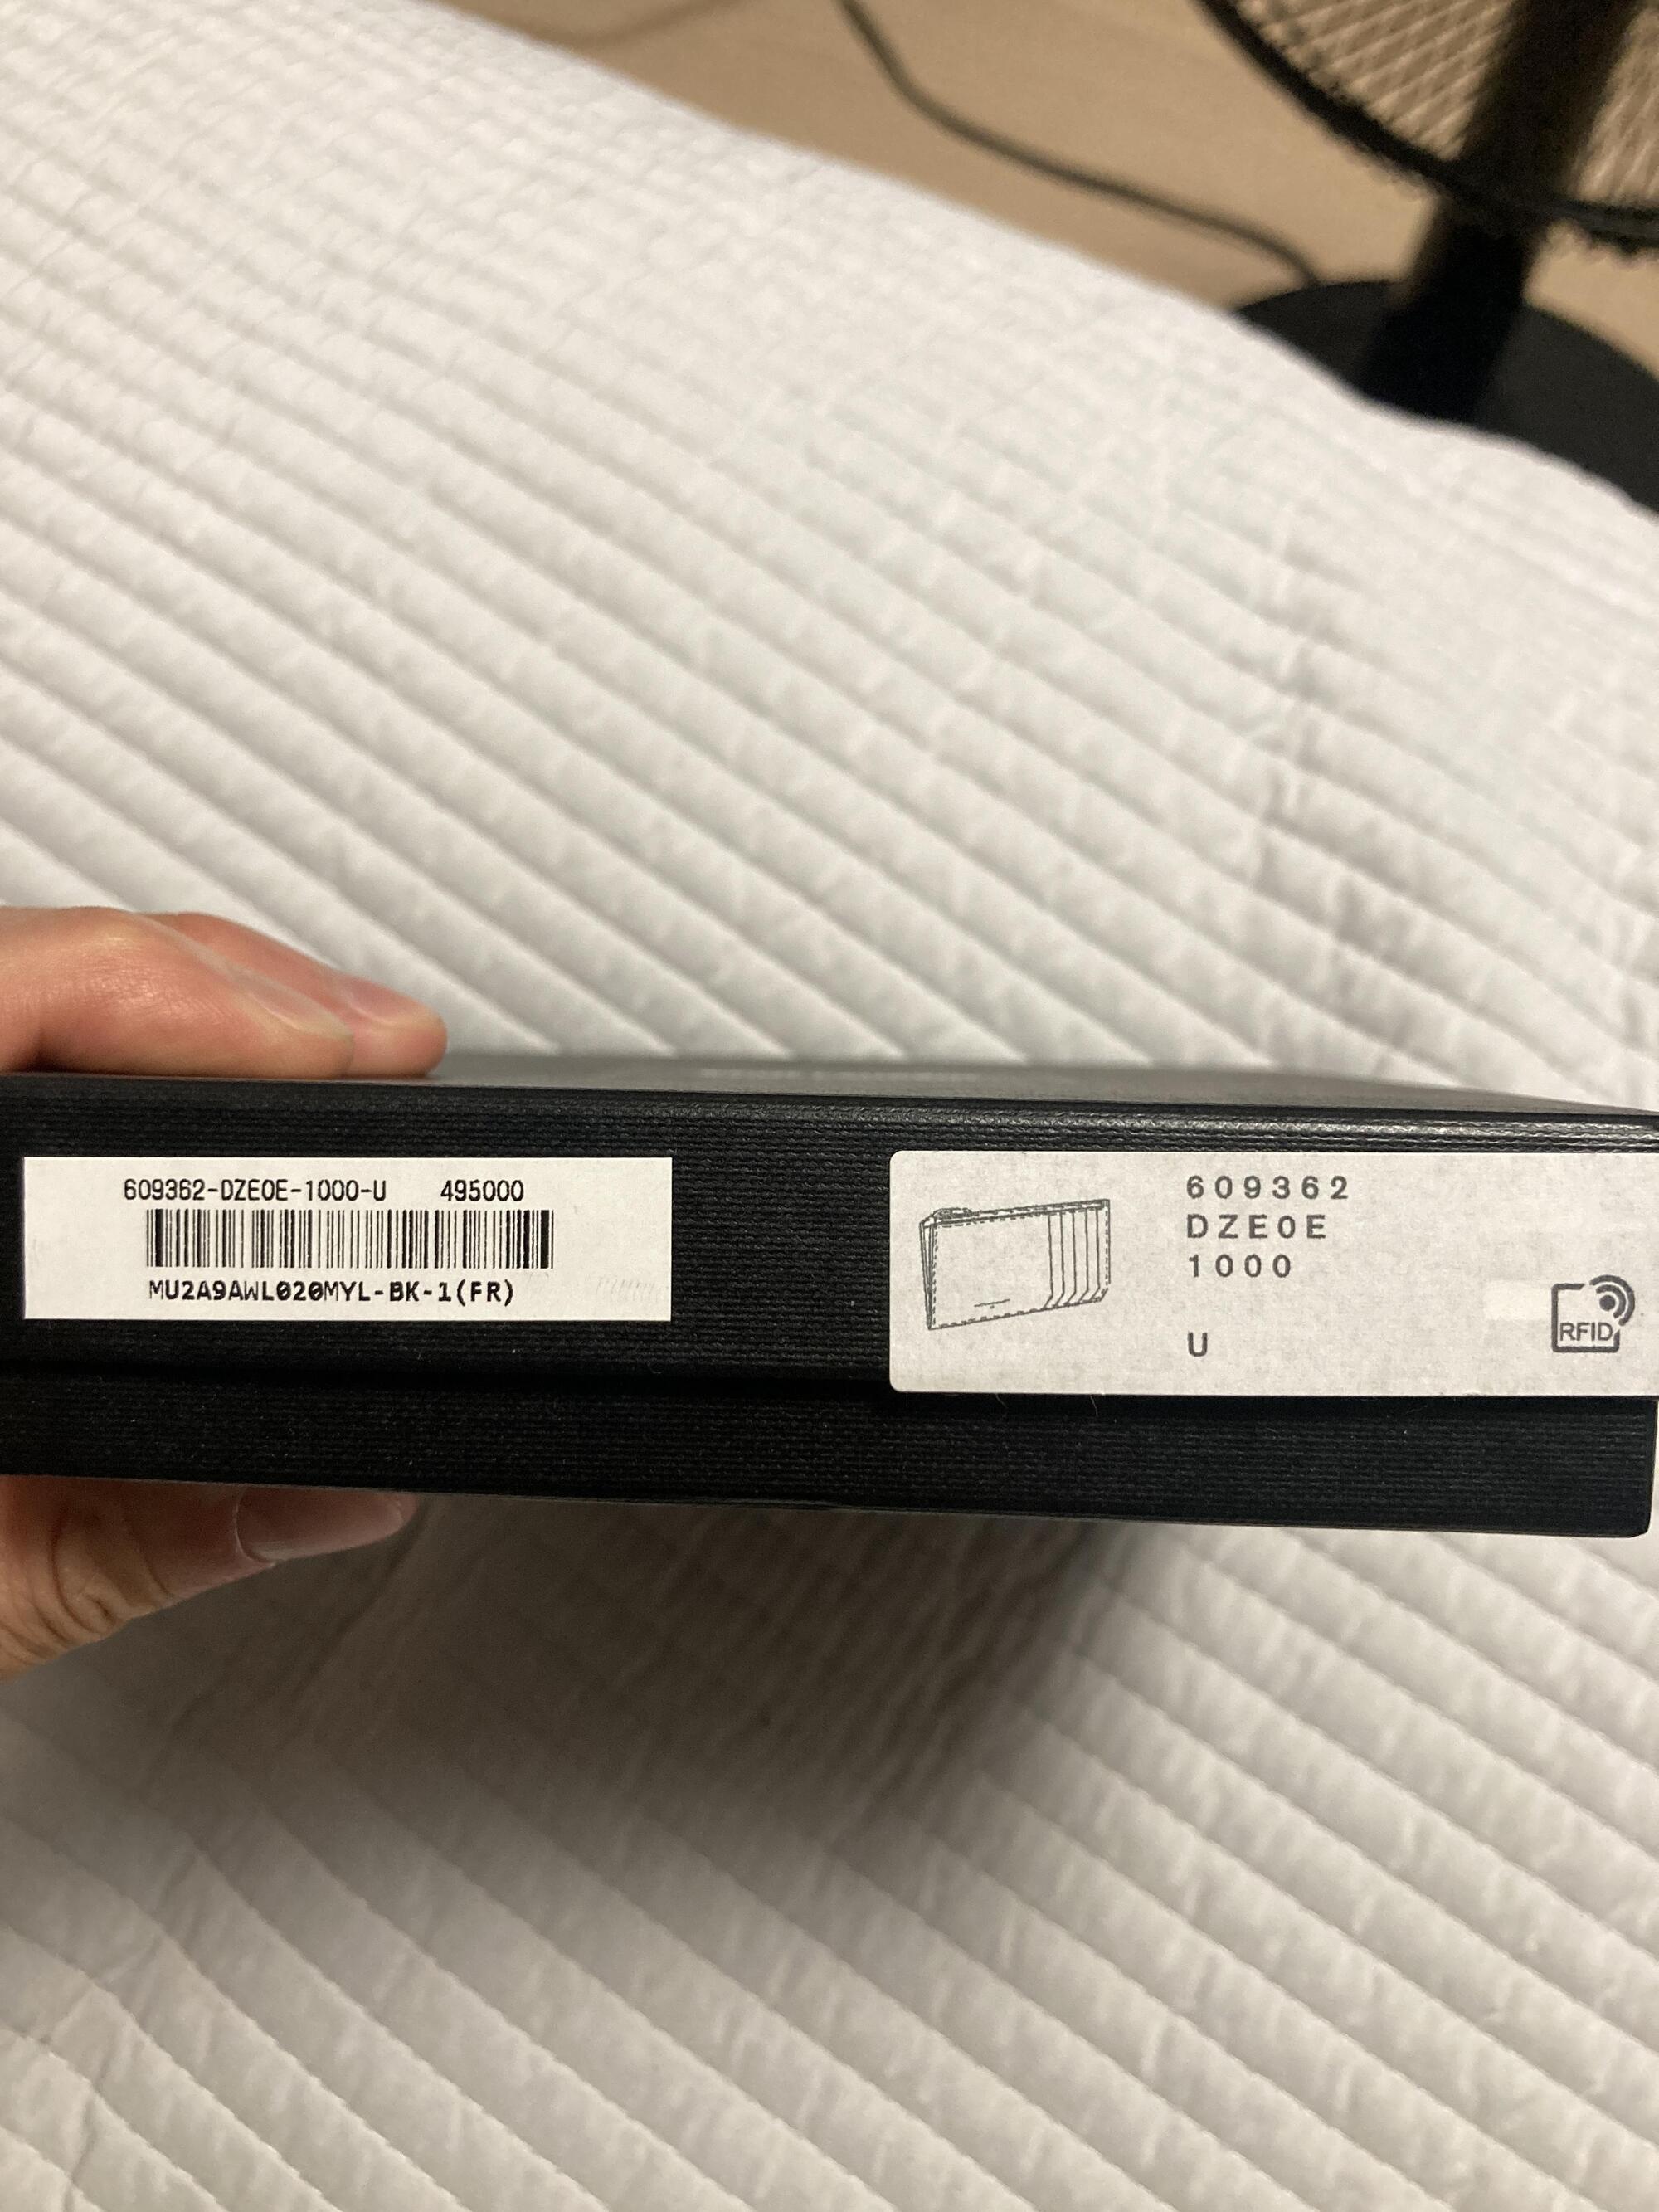 609362-DZE0E-1000-U 495000
MU2A9AWL020MYL-BK-1(FR)
609362
DZE0E
1000
U
RFID